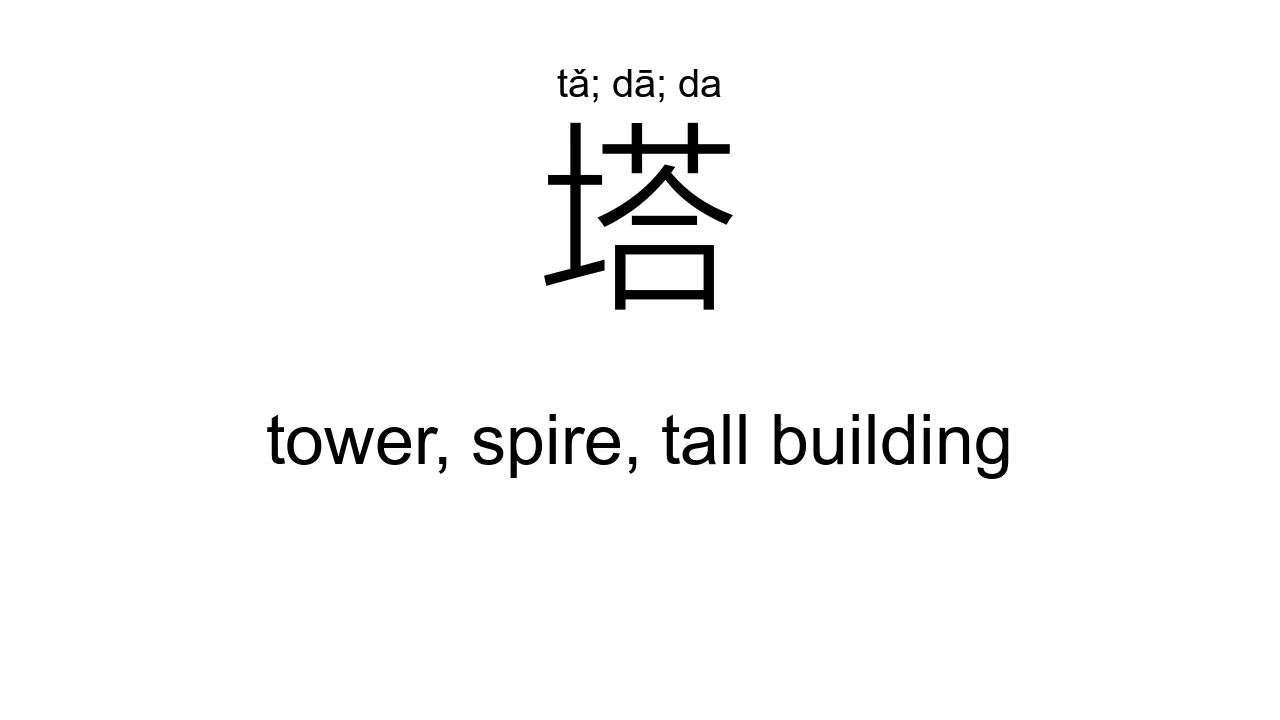 tǎ; dā; da
塔
tower, spire, tall building